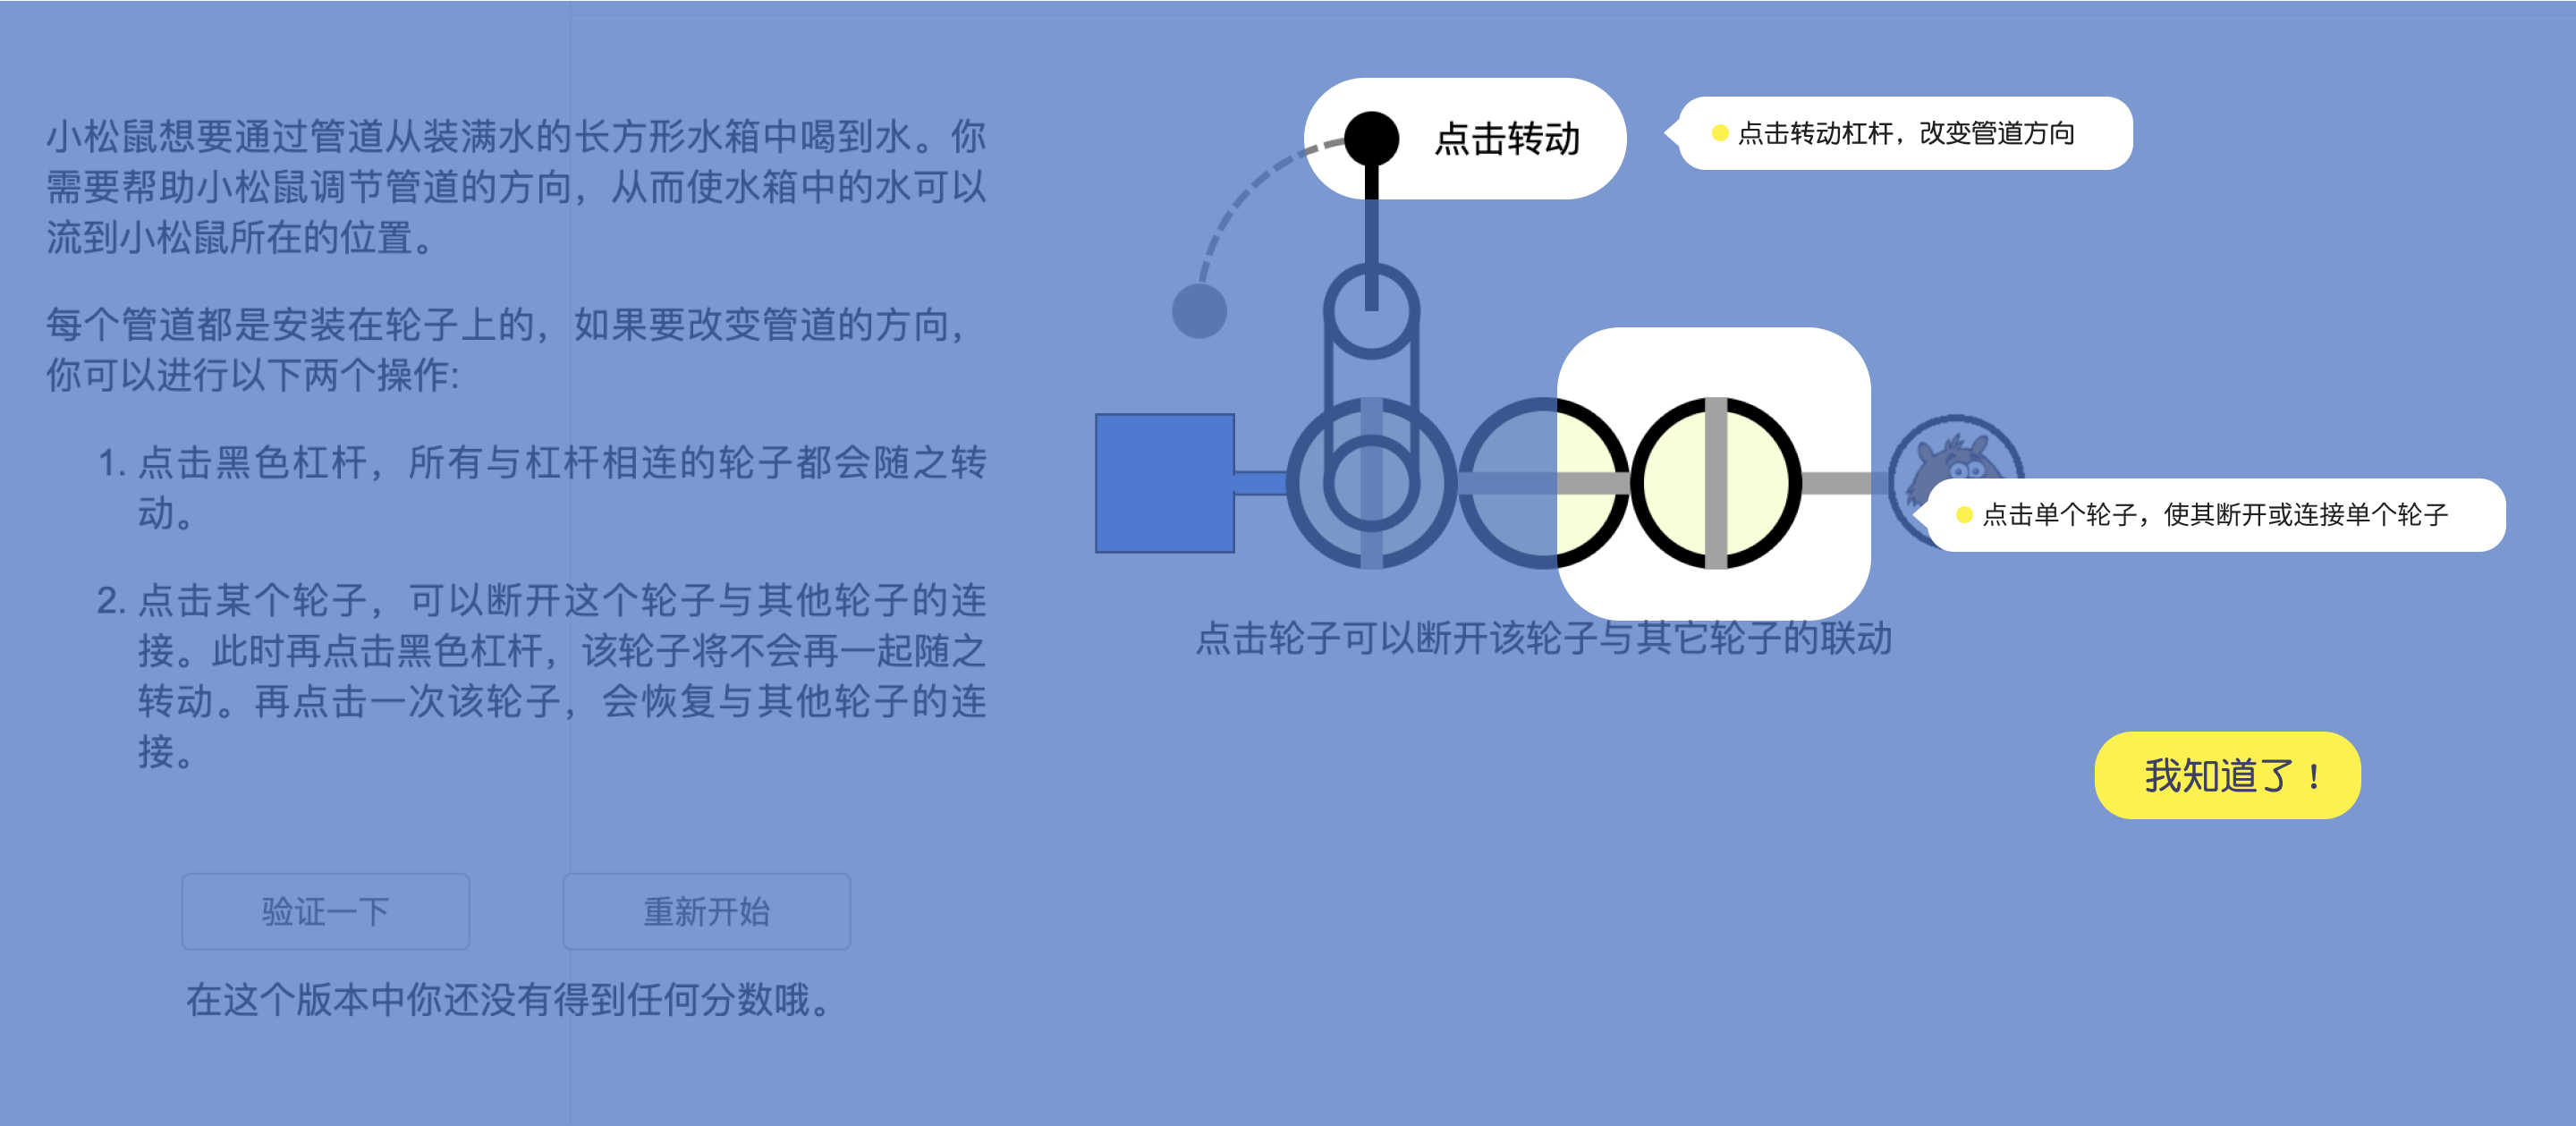 小松鼠想要通过管道从装满水的长方形水箱中喝到水。你
需要帮助小松鼠调节管道的方向，从而使水箱中的水可以
流到小松鼠所在的位置。
每个管道都是安装在轮子上的，如果要改变管道的方向，
你可以进行以下两个操作:
1. 点击黑色杠杆，所有与杠杆相连的轮子都会随之转
动。
2. 点击某个轮子，可以断开这个轮子与其他轮子的连
接。此时再点击黑色杠杆，该轮子将不会再一起随之
转动。再点击一次该轮子，会恢复与其他轮子的连
接。
验证一下
重新开始
在这个版本中你还没有得到任何分数哦。
点击转动
点击转动杠杆，改变管道方向
点击单个轮子，使其断开或连接单个轮子
点击轮子可以断开该轮子与其它轮子的联动
我知道了！